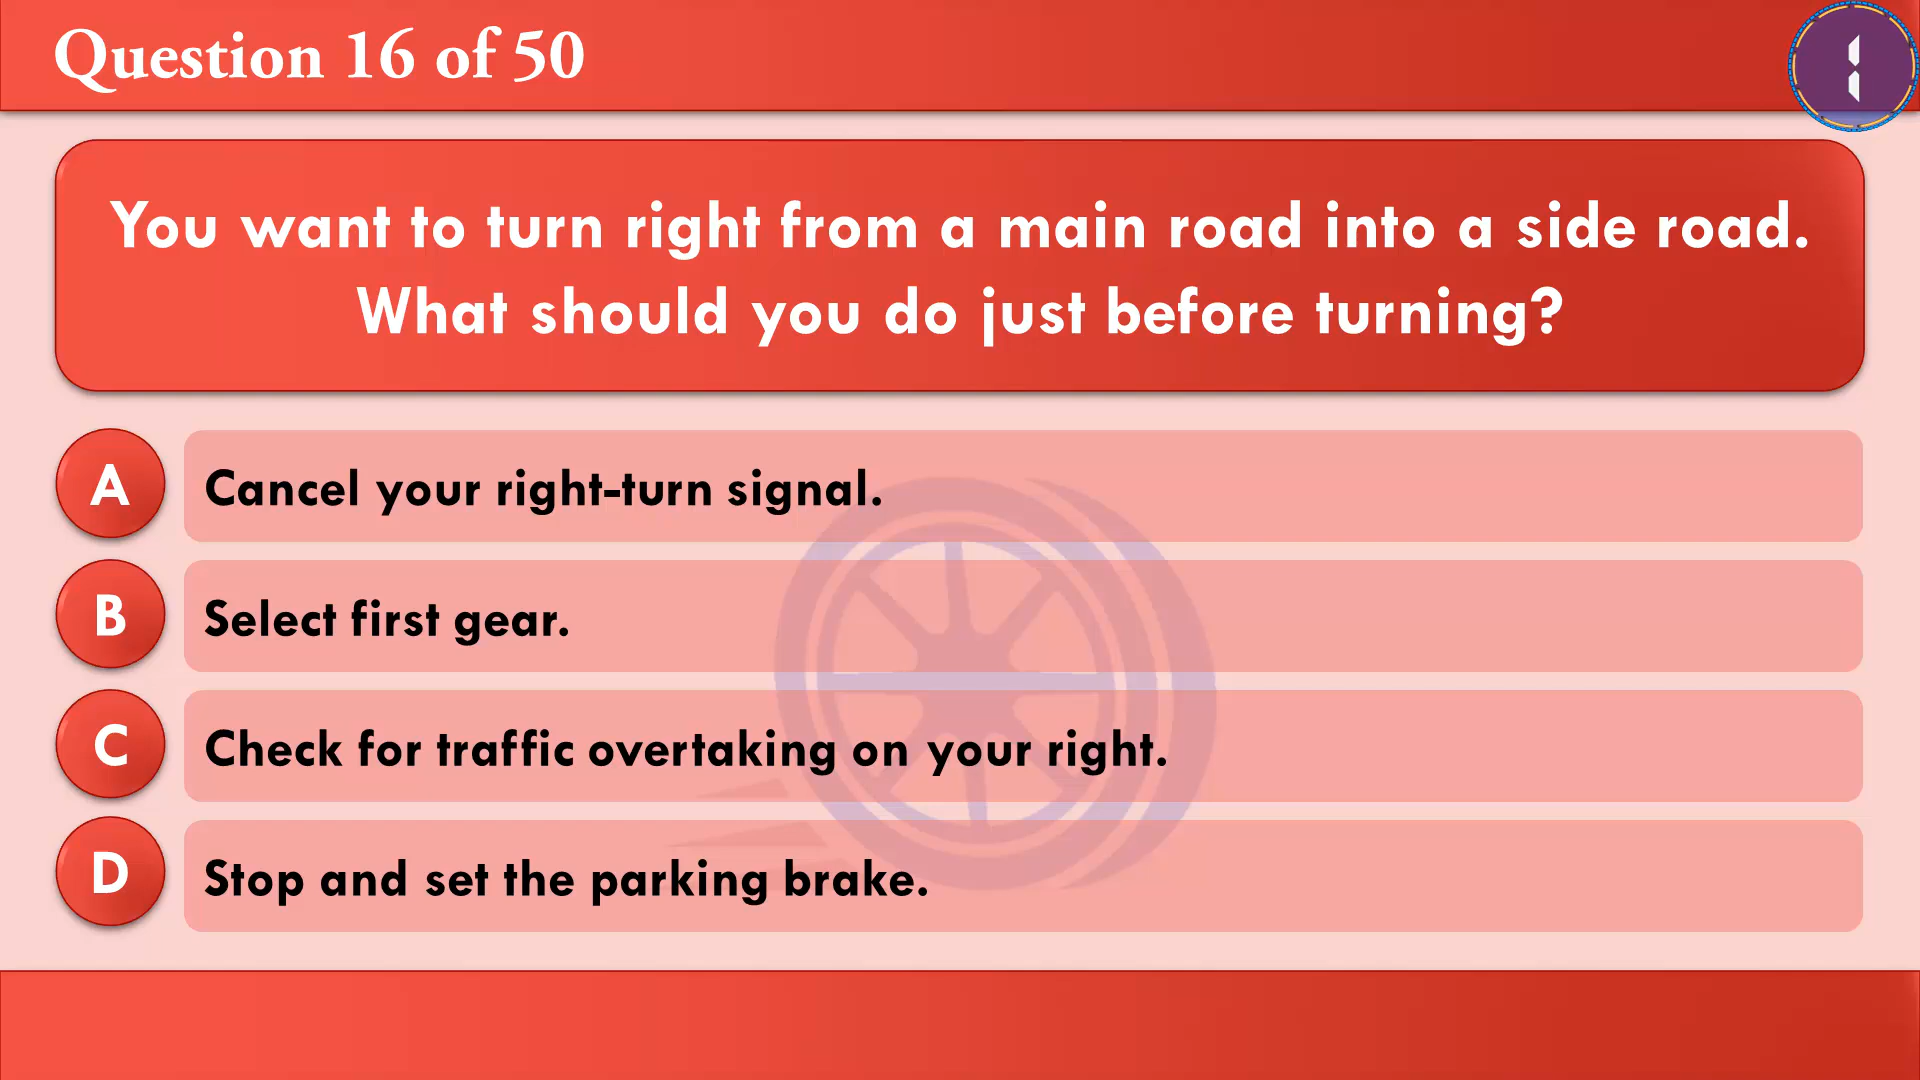 Question 16 of 50
1
You want to turn right from a main road into a side road.
What should you do just before turning?
A
Cancel your right-turn signal.
B
Select first gear.
C
Check for traffic overtaking on your right.
D
Stop and set the parking brake.